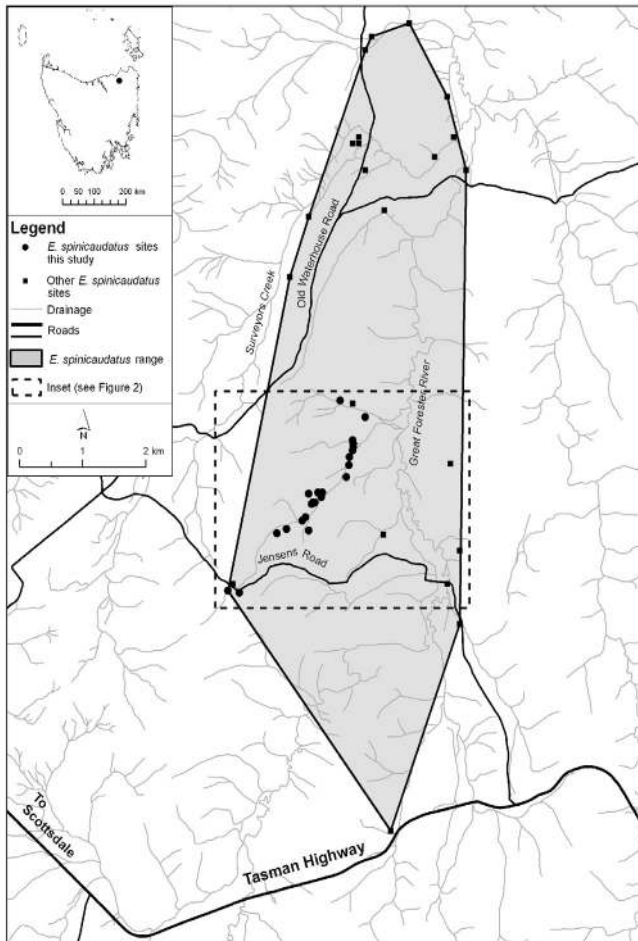 0 50 100 200 km
Legend
E. spinicaudatus sites
this study
Other E. spinicaudatus
sites
Drainage
Roads
E. spinicaudatus range
Inset (see Figure 2)
N
0 1 2 km
Old Waterhouse Road
Surveyors Creek
Great Forester River
Jensens Road
To
Scottsdale
Tasman Highway